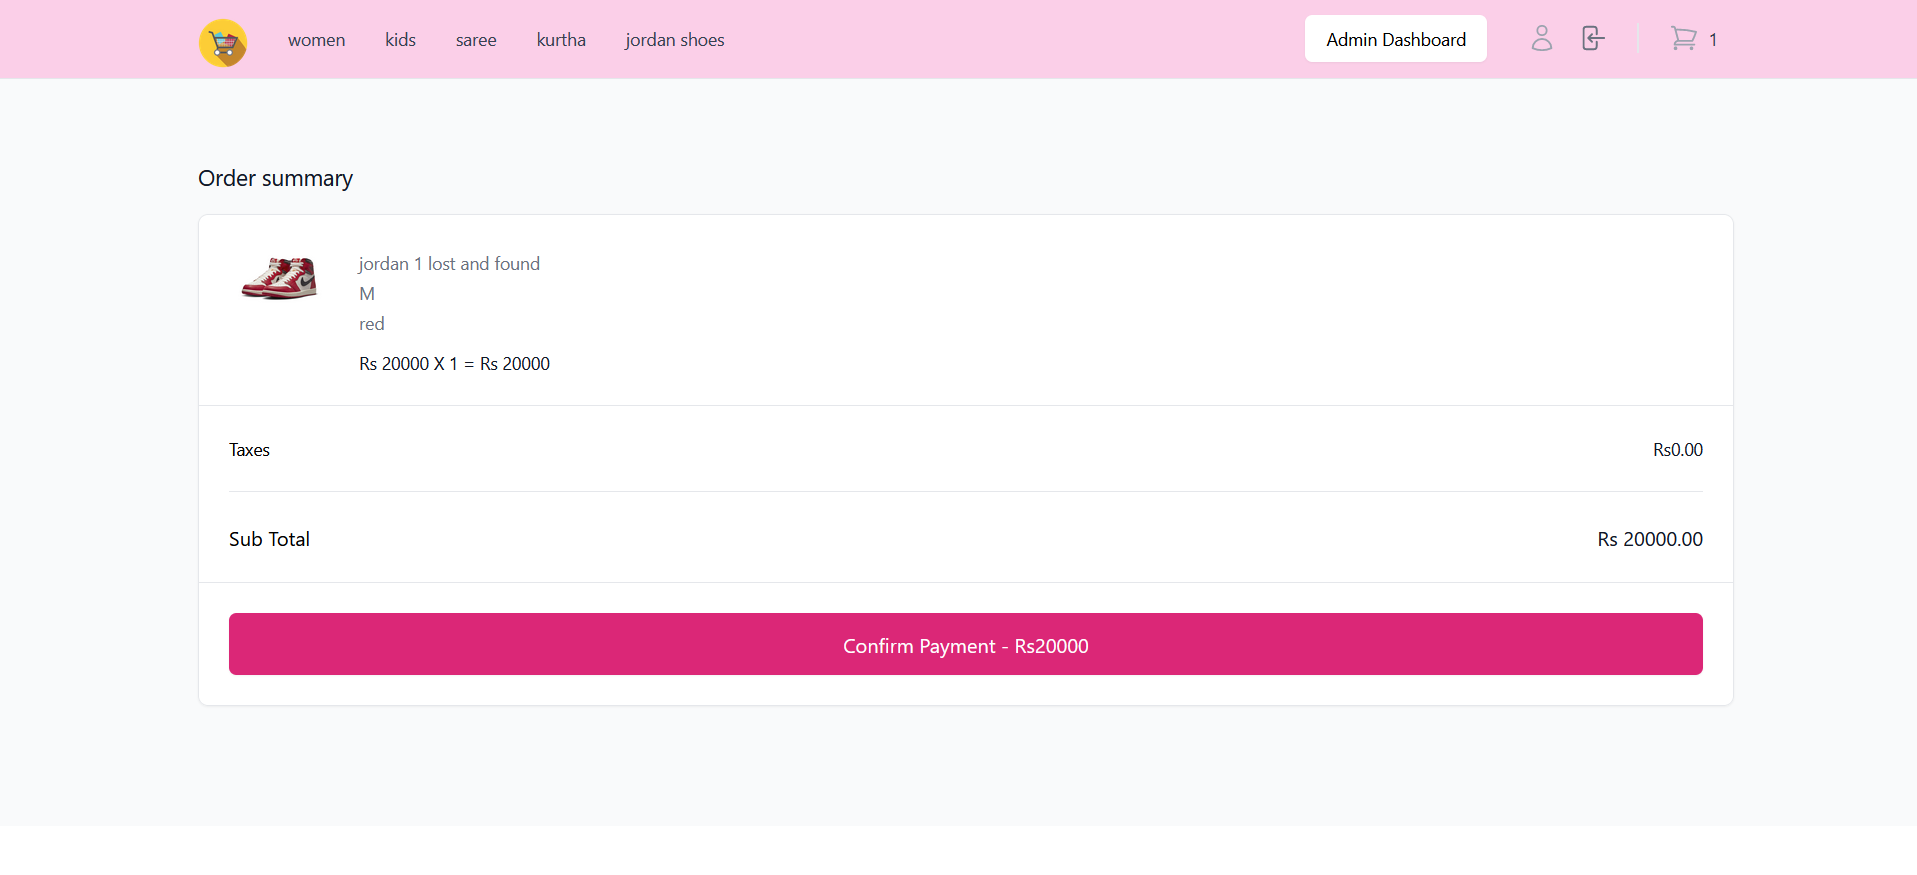 women kids saree kurtha jordan shoes Admin Dashboard 1
Order summary
jordan 1 lost and found
M
red
Rs 20000 X 1 = Rs 20000
Taxes Rs0.00
Sub Total Rs 20000.00
Confirm Payment - Rs20000